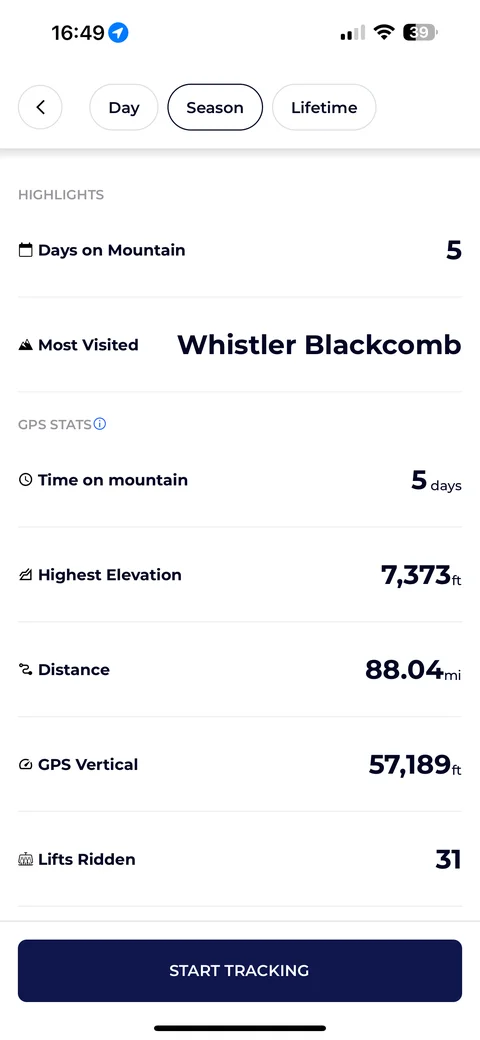 16:49
39
Day
Season
Lifetime
HIGHLIGHTS
Days on Mountain 5
Most Visited Whistler Blackcomb
GPS STATS
Time on mountain 5 days
Highest Elevation 7,373ft
Distance 88.04mi
GPS Vertical 57,189ft
Lifts Ridden 31
START TRACKING